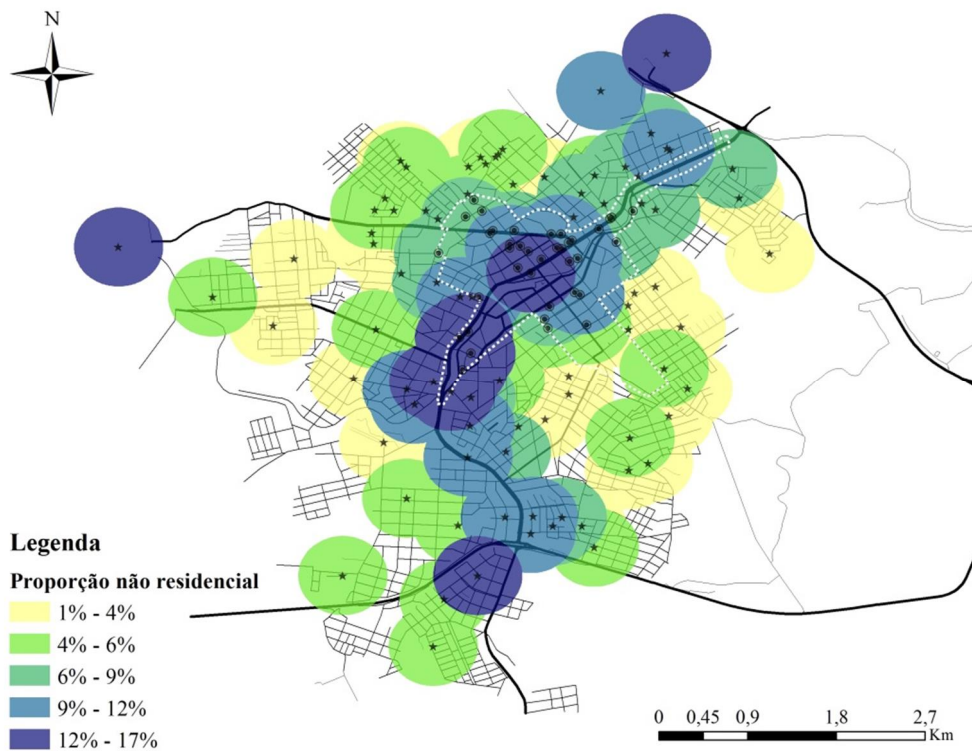 N
Legenda
Proporção não residencial
1% - 4%
4% - 6%
6% - 9%
9% - 12%
12% - 17%
0 0,45 0,9 1,8 2,7
Km